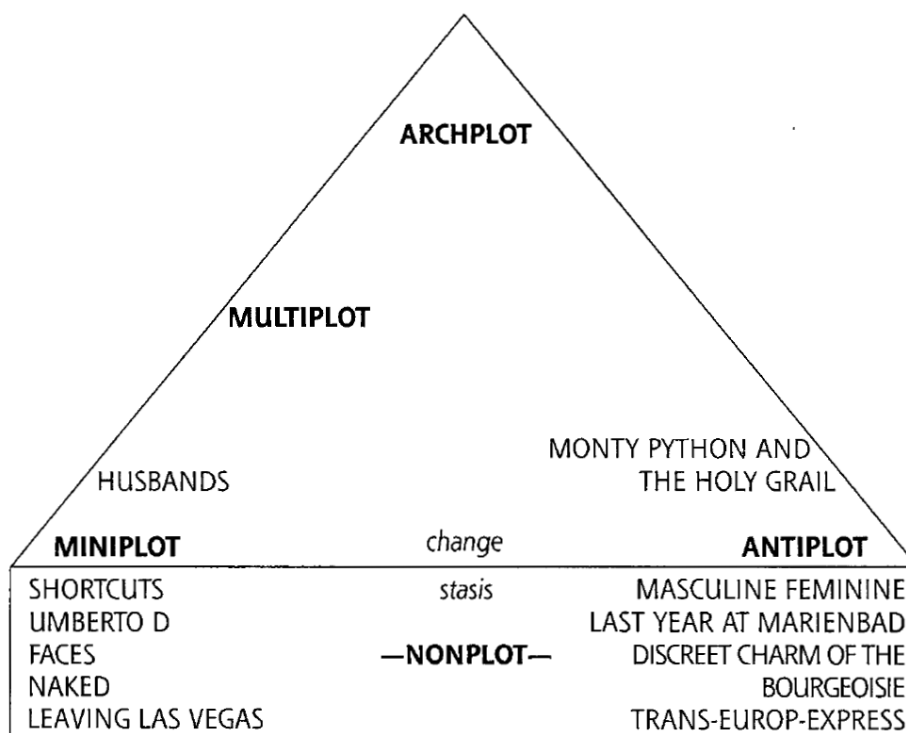 ARCHPLOT
MULTIPLOT
MONTY PYTHON AND
THE HOLY GRAIL
HUSBANDS
MINIPLOT
change
ANTIPLOT
SHORTCUTS
UMBERTO D
FACES
NAKED
LEAVING LAS VEGAS
stasis
—NONPLOT—
MASCULINE FEMININE
LAST YEAR AT MARIENBAD
DISCREET CHARM OF THE
BOURGEOISIE
TRANS-EUROP-EXPRESS